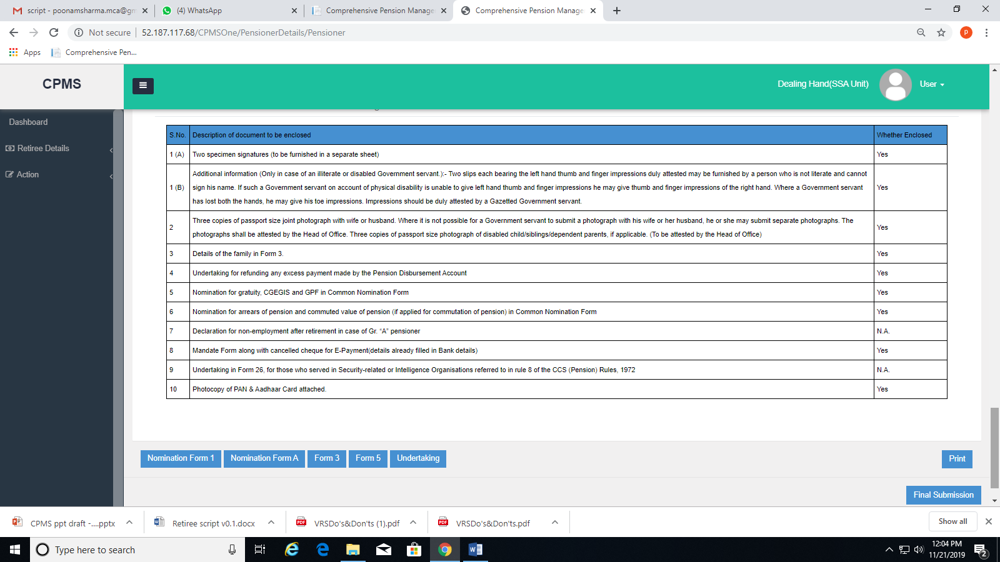 script - poonamsharma.mca@gm
(4) WhatsApp
Comprehensive Pension Manage
Comprehensive Pension Manage
Not secure
52.187.117.68/CPMSOne/PensionerDetails/Pensioner
P
Apps
Comprehensive Pen...
CPMS
Dealing Hand(SSA Unit)
User
Dashboard
Retiree Details
Action
S.No. Description of document to be enclosed Whether Enclosed
1 (A) Two specimen signatures (to be furnished in a separate sheet) Yes
Additional information (Only in case of an illiterate or disabled Government servant.):- Two slips each bearing the left hand thumb and finger impressions duly attested may be furnished by a person who is not literate and cannot
1 (B) sign his name. If such a Government servant on account of physical disability is unable to give left hand thumb and finger impressions he may give thumb and finger impressions of the right hand. Where a Government servant Yes
has lost both the hands, he may give his toe impressions. Impressions should be duly attested by a Gazetted Government servant.
Three copies of passport size joint photograph with wife or husband. Where it is not possible for a Government servant to submit a photograph with his wife or her husband, he or she may submit separate photographs. The
2 Yes
photographs shall be attested by the Head of Office. Three copies of passport size photograph of disabled child/siblings/dependent parents, if applicable. (To be attested by the Head of Office)
3 Details of the family in Form 3. Yes
4 Undertaking for refunding any excess payment made by the Pension Disbursement Account Yes
5 Nomination for gratuity, CGEGIS and GPF in Common Nomination Form Yes
6 Nomination for arrears of pension and commuted value of pension (if applied for commutation of pension) in Common Nomination Form Yes
7 Declaration for non-employment after retirement in case of Gr. “A” pensioner N.A.
8 Mandate Form along with cancelled cheque for E-Payment(details already filled in Bank details) Yes
9 Undertaking in Form 26, for those who served in Security-related or Intelligence Organisations referred to in rule 8 of the CCS (Pension) Rules, 1972 N.A.
10 Photocopy of PAN & Aadhaar Card attached. Yes
Nomination Form 1 Nomination Form A Form 3 Form 5 Undertaking Print
Final Submission
CPMS ppt draft -....pptx
Retiree script v0.1.docx
VRSDo's&Don'ts (1).pdf
VRSDo's&Don'ts.pdf
Show all
Type here to search
12:04 PM
11/21/2019
2